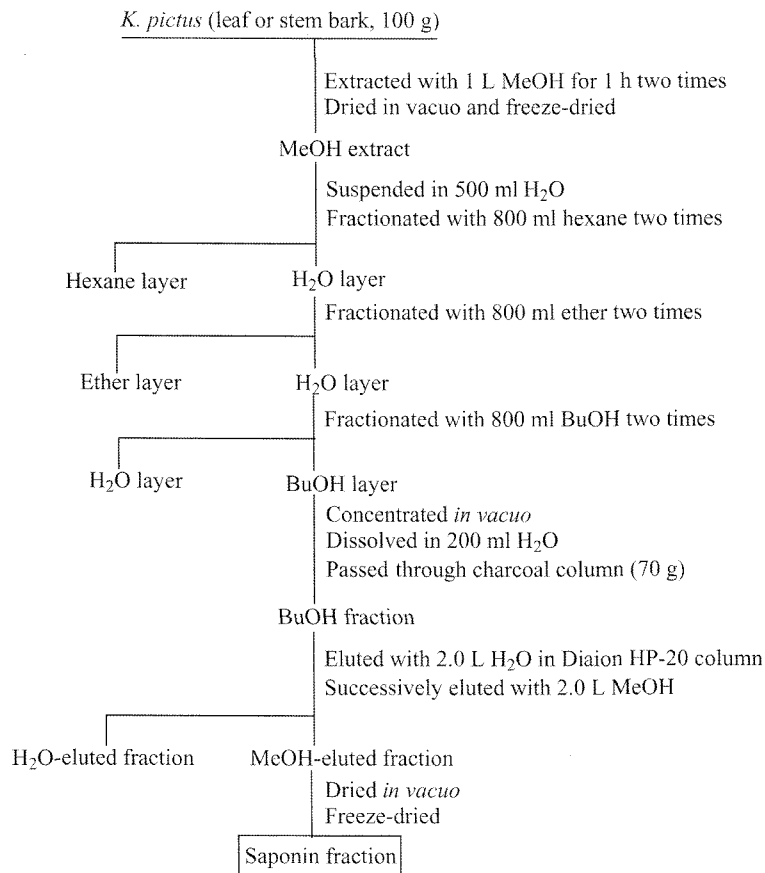 K. pictus (leaf or stem bark, 100 g)
Extracted with 1 L MeOH for 1 h two times
Dried in vacuo and freeze-dried
MeOH extract
Suspended in 500 ml H₂O
Fractionated with 800 ml hexane two times
Hexane layer
H₂O layer
Fractionated with 800 ml ether two times
Ether layer
H₂O layer
Fractionated with 800 ml BuOH two times
H₂O layer
BuOH layer
Concentrated in vacuo
Dissolved in 200 ml H₂O
Passed through charcoal column (70 g)
BuOH fraction
Eluted with 2.0 L H₂O in Diaion HP-20 column
Successively eluted with 2.0 L MeOH
H₂O-eluted fraction
MeOH-eluted fraction
Dried in vacuo
Freeze-dried
Saponin fraction